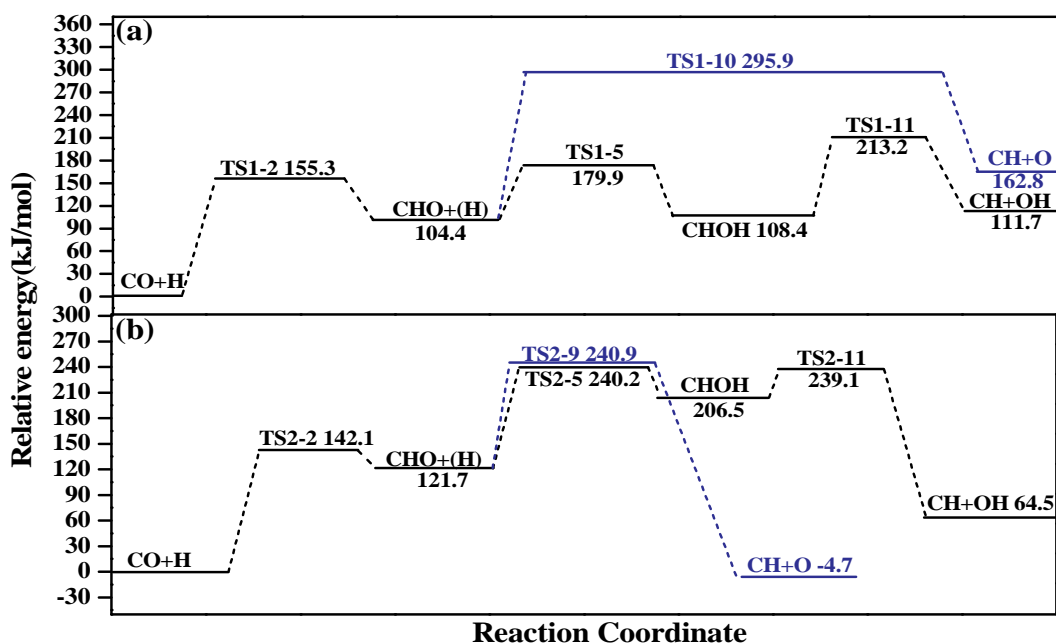 Relative energy(kJ/mol)
(a)
360
330
300
270
240
210
180
150
120
90
60
30
0
CO+H
TS1-2 155.3
CHO+(H)
104.4
TS1-10 295.9
TS1-5
179.9
CHOH 108.4
TS1-11
213.2
CH+O
162.8
CH+OH
111.7
(b)
300
270
240
210
180
150
120
90
60
30
0
-30
CO+H
TS2-2 142.1
CHO+(H)
121.7
TS2-9 240.9
TS2-5 240.2
CHOH
206.5
TS2-11
239.1
CH+OH 64.5
CH+O -4.7
Reaction Coordinate